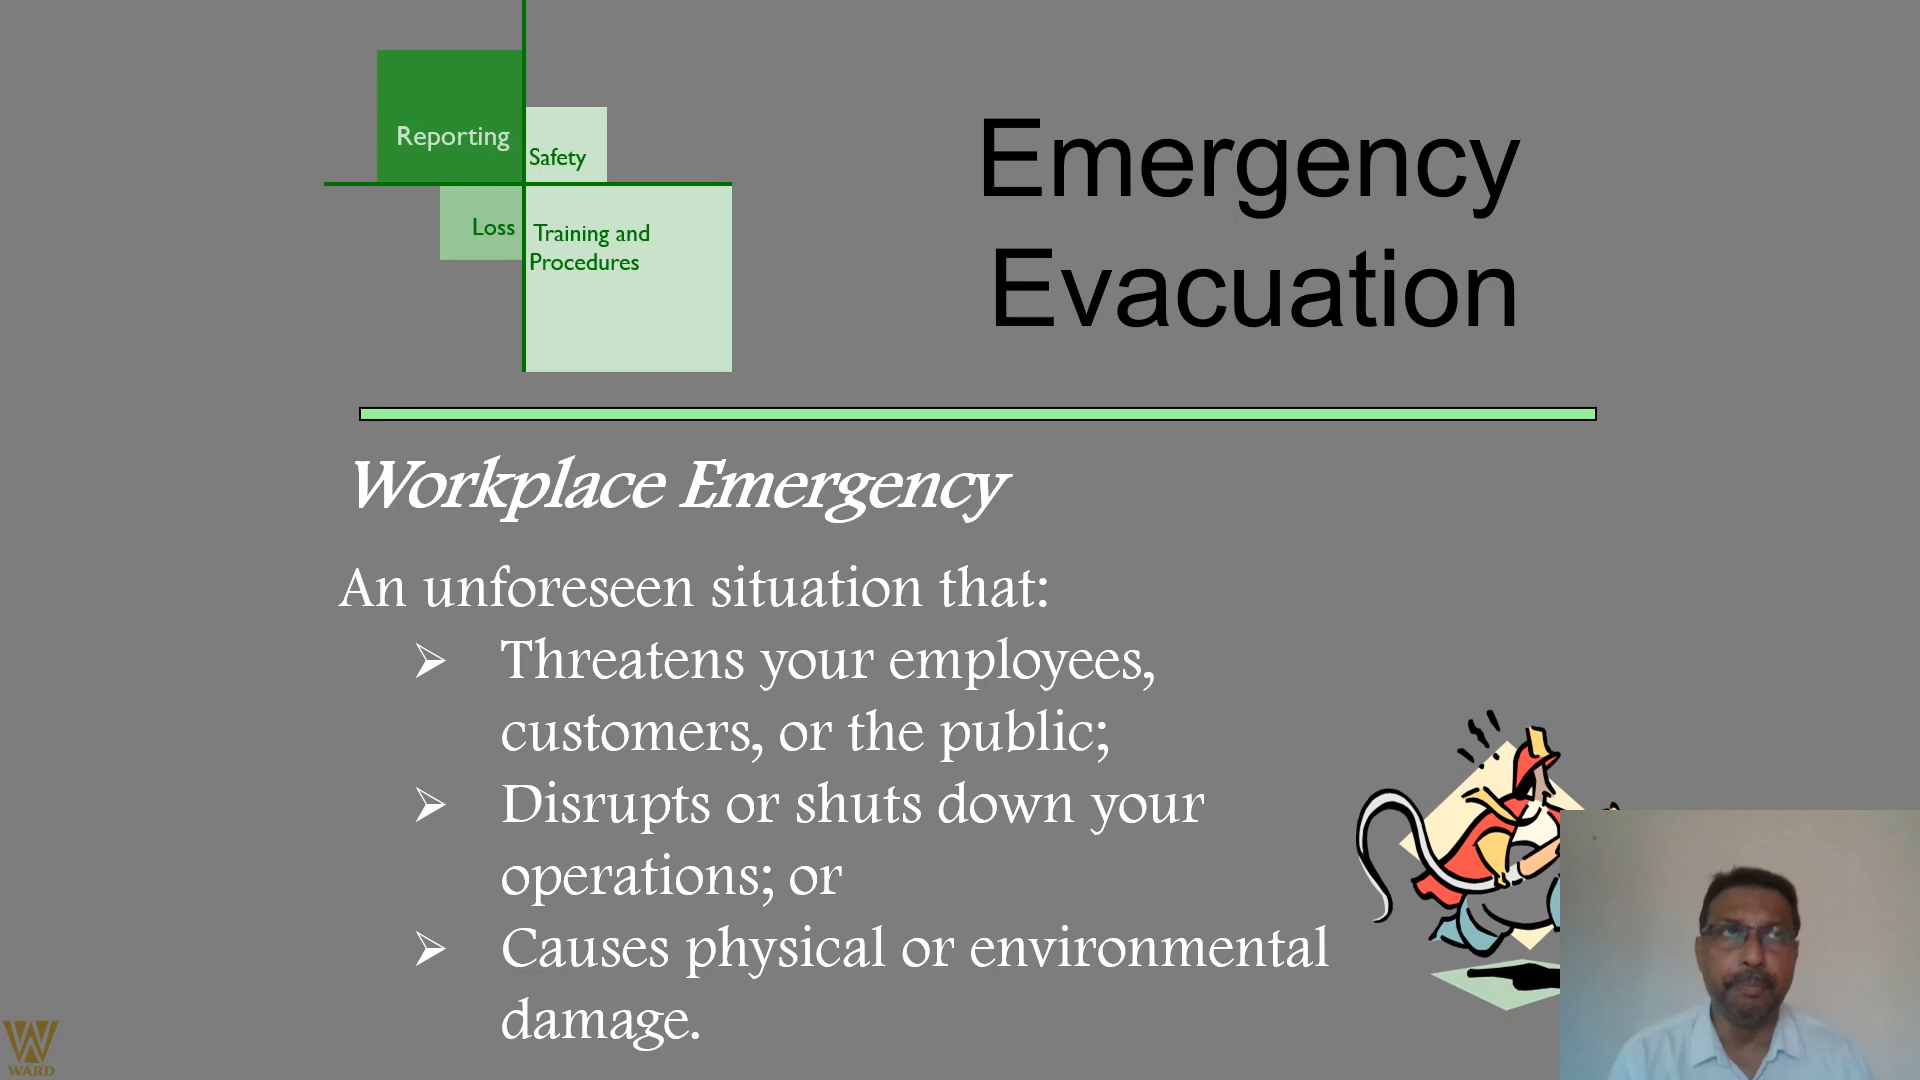 Reporting
Safety
Loss
Training and
Procedures
Emergency
Evacuation
Workplace Emergency
An unforeseen situation that:
➢ Threatens your employees,
customers, or the public;
➢ Disrupts or shuts down your
operations; or
➢ Causes physical or environmental
damage.
WARD